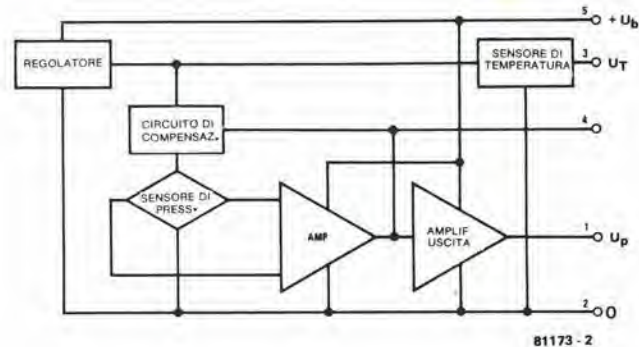 5
+ Ub
REGOLATORE
SENSORE DI
TEMPERATURA
3
UT
CIRCUITO DI
COMPENSAZ.
4
SENSORE DI
PRESS.
AMP
AMPLIF
USCITA
1
Up
2
0
81173 - 2